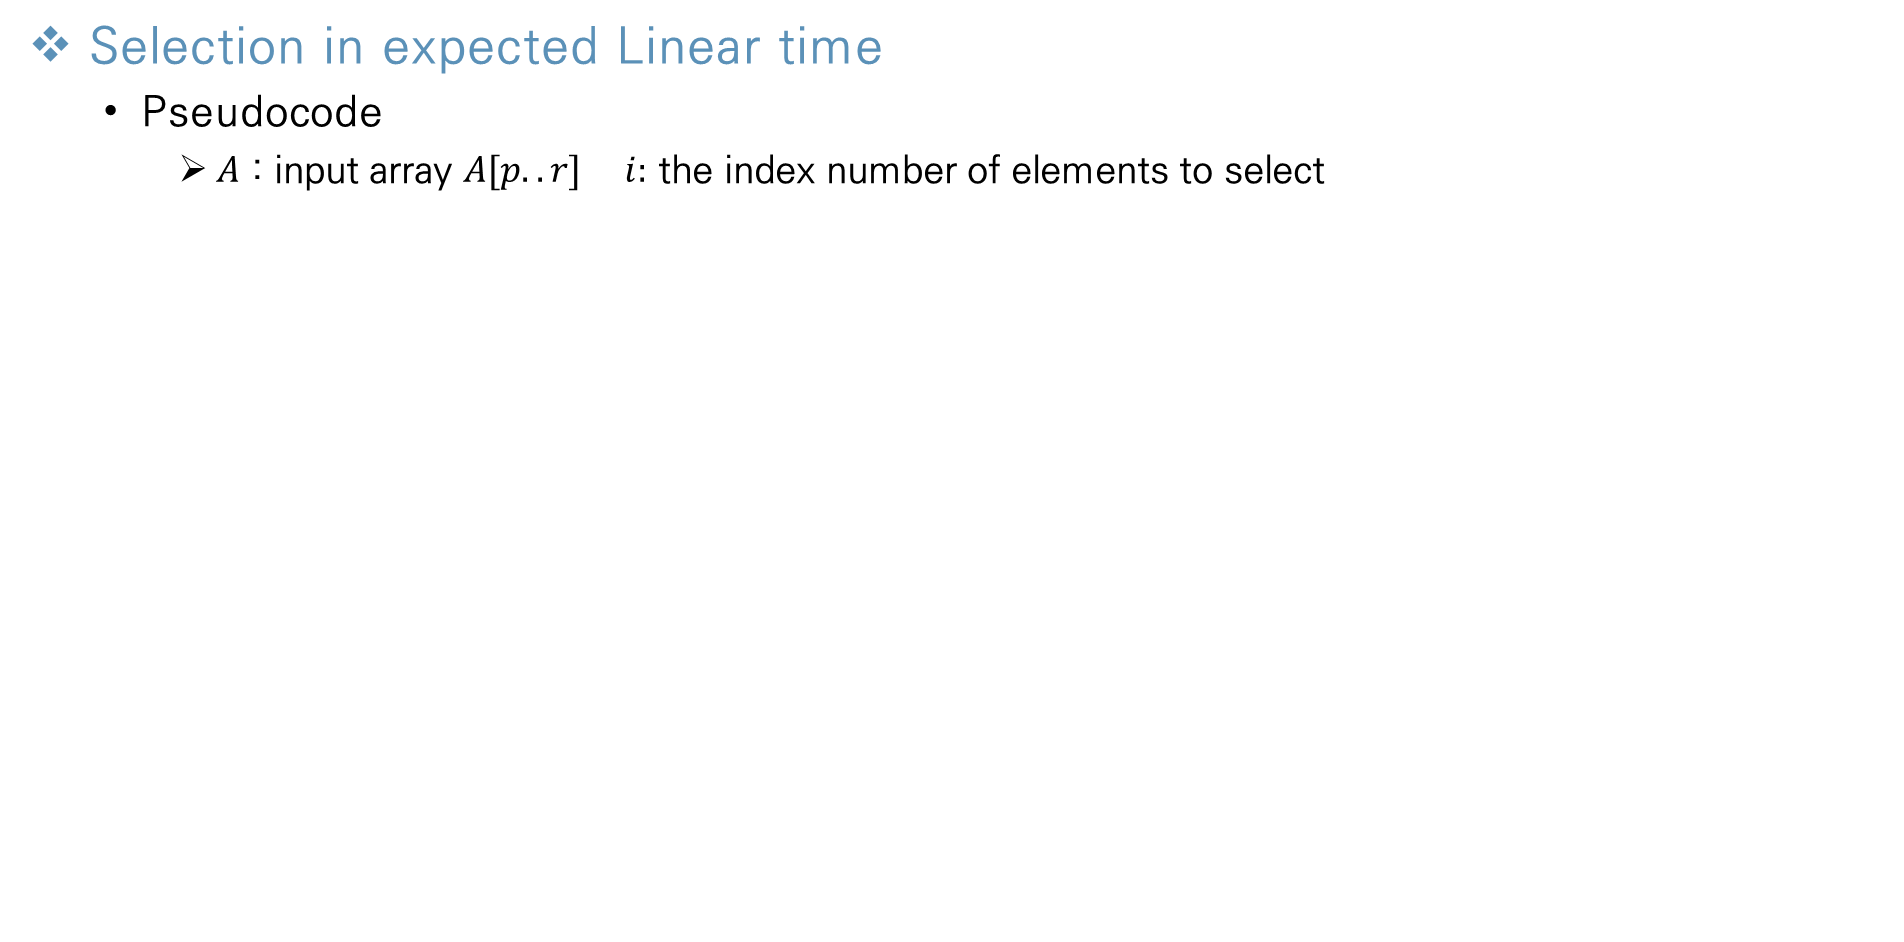 ❖ Selection in expected Linear time
• Pseudocode
➢ A : input array A[p..r] i: the index number of elements to select